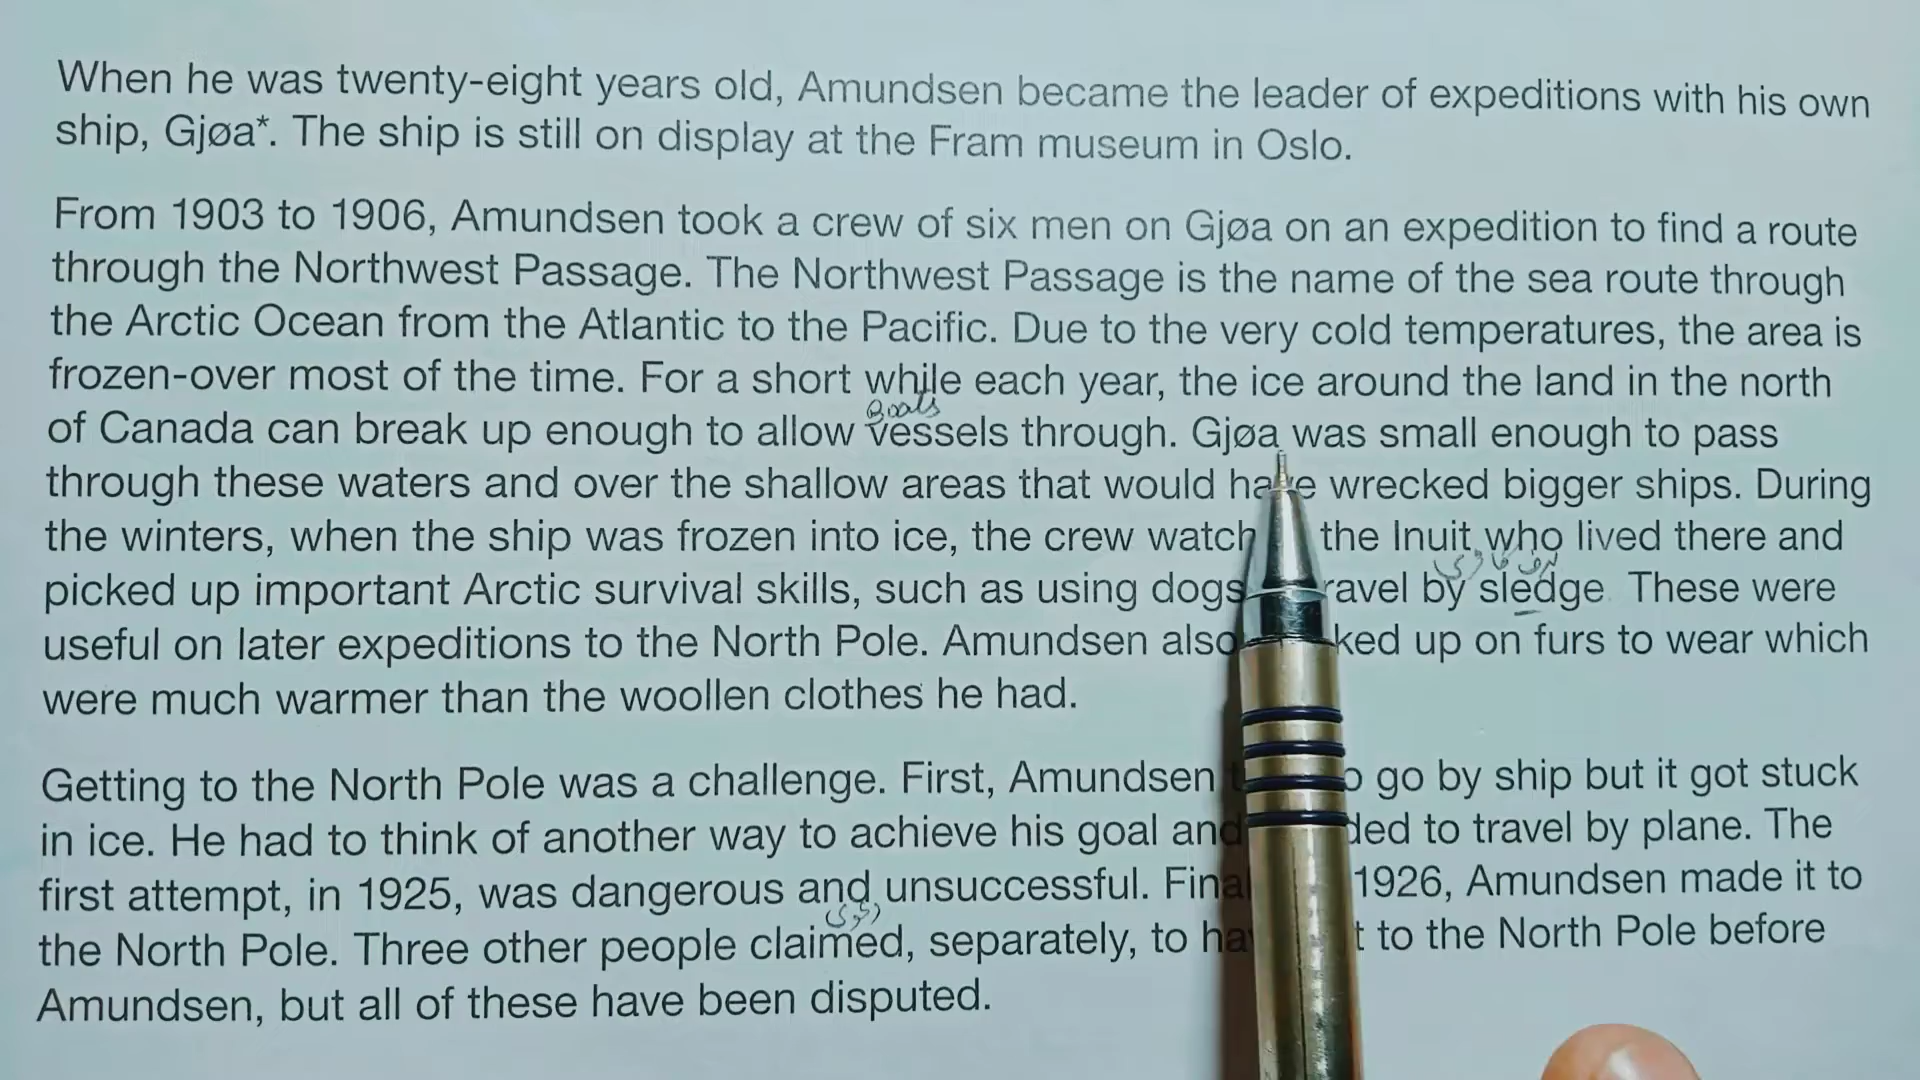 When he was twenty-eight years old, Amundsen became the leader of expeditions with his own
ship, Gjøa*. The ship is still on display at the Fram museum in Oslo.
From 1903 to 1906, Amundsen took a crew of six men on Gjøa on an expedition to find a route
through the Northwest Passage. The Northwest Passage is the name of the sea route through
the Arctic Ocean from the Atlantic to the Pacific. Due to the very cold temperatures, the area is
frozen-over most of the time. For a short while each year, the ice around the land in the north
Boats
of Canada can break up enough to allow vessels through. Gjøa was small enough to pass
through these waters and over the shallow areas that would have wrecked bigger ships. During
the winters, when the ship was frozen into ice, the crew watch the Inuit who lived there and
picked up important Arctic survival skills, such as using dogs ravel by sledge. These were
useful on later expeditions to the North Pole. Amundsen also ked up on furs to wear which
were much warmer than the woollen clothes he had.
Getting to the North Pole was a challenge. First, Amundsen go by ship but it got stuck
in ice. He had to think of another way to achieve his goal and ded to travel by plane. The
first attempt, in 1925, was dangerous and unsuccessful. Fina 1926, Amundsen made it to
the North Pole. Three other people claimed, separately, to ha t to the North Pole before
Amundsen, but all of these have been disputed.